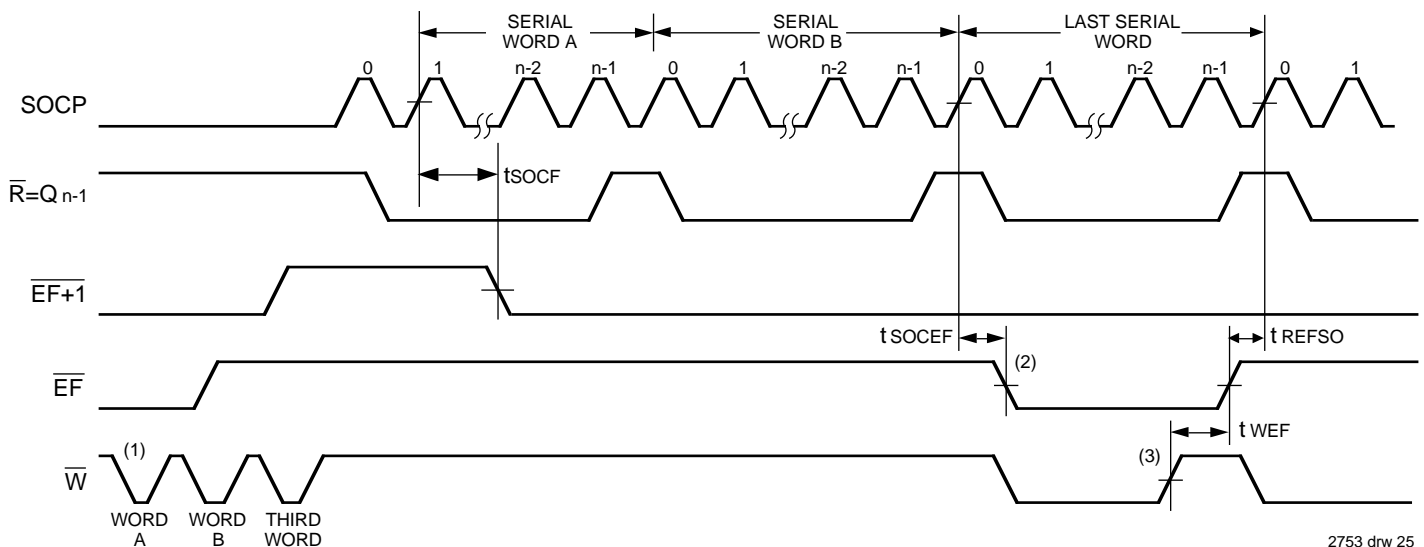 SERIAL
WORD A
SERIAL
WORD B
LAST SERIAL
WORD
0 1 n-2 n-1 0 1 n-2 n-1 0 1 n-2 n-1 0 1
SOCP
R̅=Q n-1
tSOCF
E̅F̅+̅1̅
t SOCEF
t REFSO
E̅F̅
(2)
t WEF
W̅
(1)
(3)
WORD
A
WORD
B
THIRD
WORD
2753 drw 25